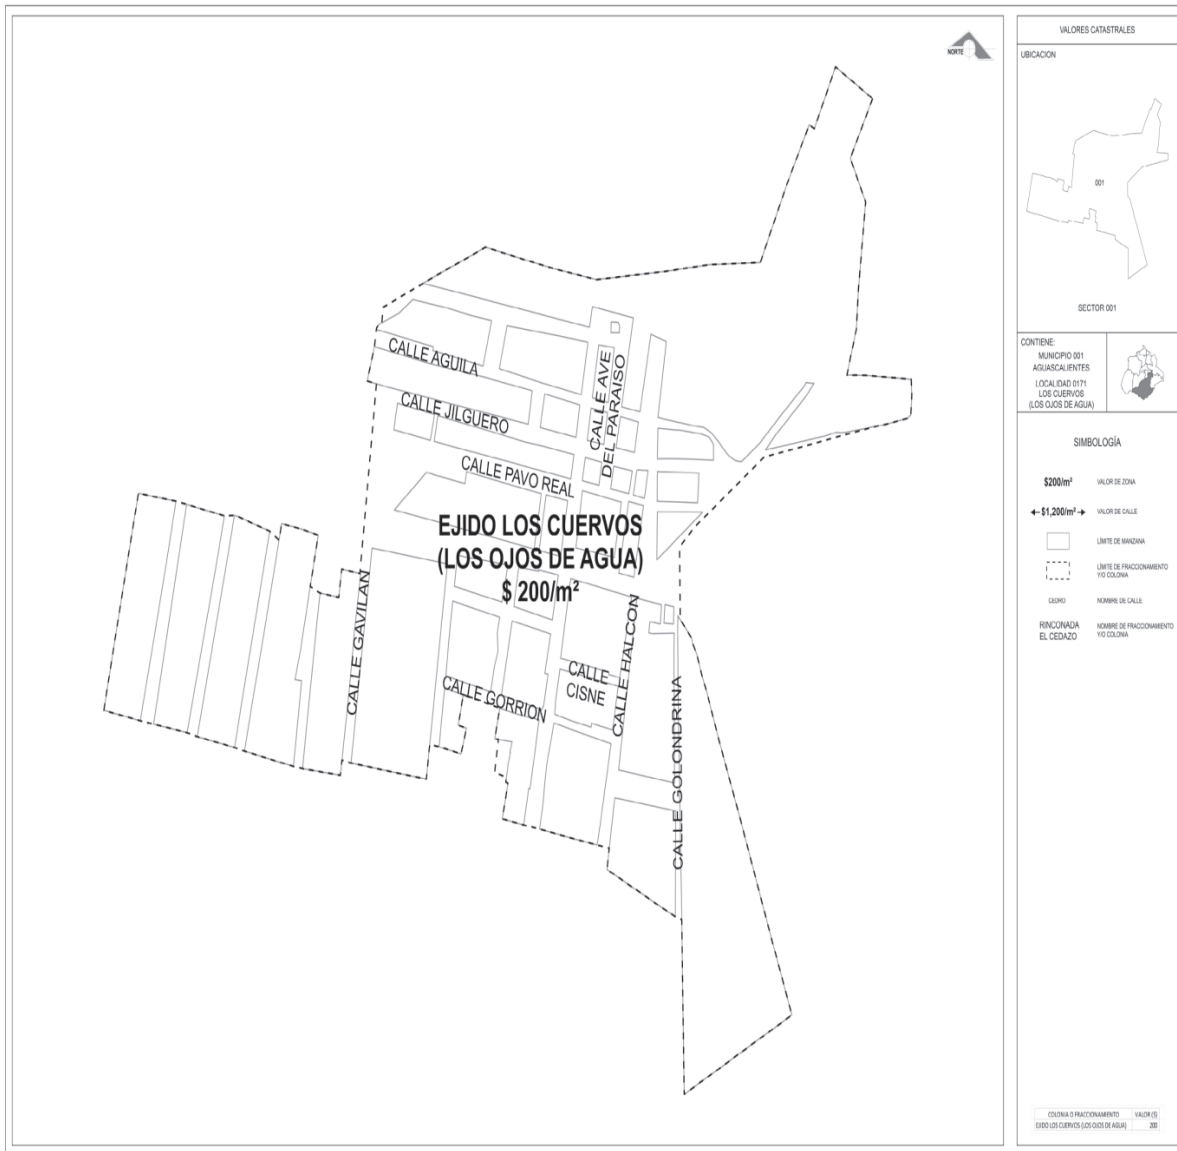 NORTE
CALLE AGUILA
CALLE JILGUERO
CALLE PAVO REAL
CALLE AVE
DEL PARAISO
EJIDO LOS CUERVOS
(LOS OJOS DE AGUA)
$ 200/m²
CALLE GAVILAN
CALLE GORRION
CALLE
CISNE
CALLE HALCON
CALLE GOLONDRINA
VALORES CATASTRALES
UBICACION
001
SECTOR 001
CONTIENE:
MUNICIPIO 001
AGUASCALIENTES
LOCALIDAD 0171
LOS CUERVOS
(LOS OJOS DE AGUA)
SIMBOLOGÍA
$200/m² VALOR DE ZONA
$1,200/m² VALOR DE CALLE
LÍMITE DE MANZANA
LÍMITE DE FRACCIONAMIENTO
Y/O COLONIA
CEDRO NOMBRE DE CALLE
RINCONADA
EL CEDAZO
NOMBRE DE FRACCIONAMIENTO
Y/O COLONIA
COLONIA O FRACCIONAMIENTO VALOR ($)
EJIDO LOS CUERVOS (LOS OJOS DE AGUA) 200